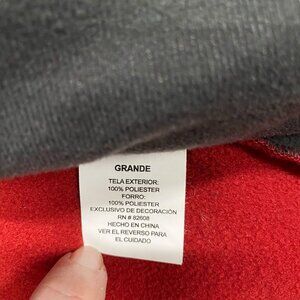 GRANDE
TELA EXTERIOR:
100% POLIESTER
FORRO:
100% POLIESTER
EXCLUSIVO DE DECORACIÓN
RN # 82608
HECHO EN CHINA
VER EL REVERSO PARA
EL CUIDADO